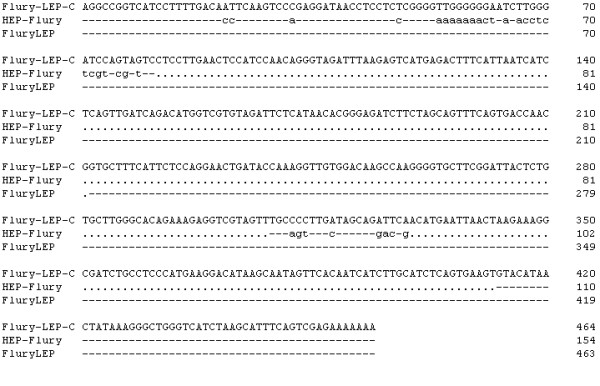 Flury-LEP-C AGGCCGGTCATCCTTTTGACAATTCAAGTCCCGAGGATAACCTCCTCTCGGGGTTGGGGGGAATCTTGGG 70
HEP-Flury ---------------------cc--------a---------------c-----aaaaaaact-a-acctc 70
FluryLEP ---------------------------------------------------------------------- 70
Flury-LEP-C ATCCAGTAGTCCTCCTTGAACTCCATCCAACAGGGTAGATTTAAGAGTCATGAGACTTTCATTAATCATC 140
HEP-Flury tcgt-cg-t--........................................................... 81
FluryLEP ---------------------------------------------------------------------- 140
Flury-LEP-C TCAGTTGATCAGACATGGTCGTGTAGATTCTCATAACACGGGAGATCTTCTAGCAGTTTCAGTGACCAAC 210
HEP-Flury ...................................................................... 81
FluryLEP ---------------------------------------------------------------------- 210
Flury-LEP-C GGTGCTTTCATTCTCCAGGAACTGATACCAAAGGTTGTGGACAAGCCAAGGGGTGCTTCGGATTACTCTG 280
HEP-Flury ...................................................................... 81
FluryLEP .--------------------------------------------------------------------- 279
Flury-LEP-C TGCTTGGGCACAGAAAGAGGTCGTAGTTTGCCCCTTGATAGCAGATTCAACATGAATTAACTAAGAAAGG 350
HEP-Flury ............................---agt---c------gac-g..................... 102
FluryLEP ---------------------------------------------------------------------- 349
Flury-LEP-C CGATCTGCCTCCCATGAAGGACATAAGCAATAGTTCACAATCATCTTGCATCTCAGTGAAGTGTACATAA 420
HEP-Flury ..............................................................-------- 110
FluryLEP ---------------------------------------------------------------------- 419
Flury-LEP-C CTATAAAGGGCTGGGTCATCTAAGCATTTCAGTCGAGAAAAAAA 464
HEP-Flury -------------------------------------------- 154
FluryLEP -------------------------------------------- 463